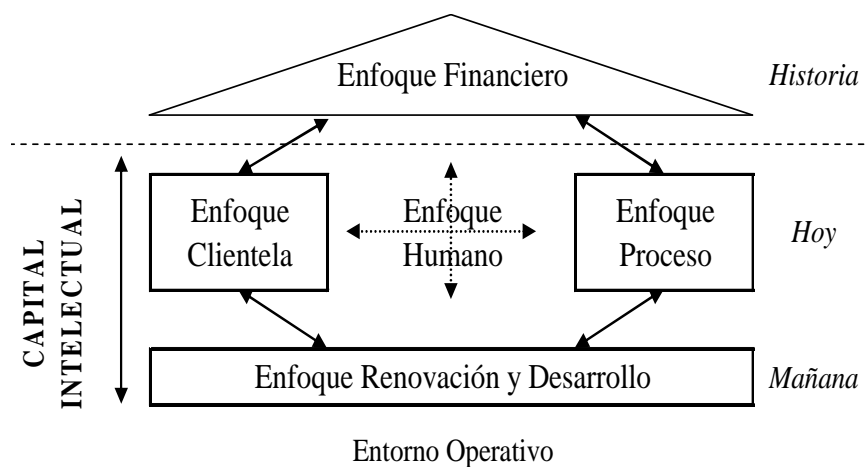 Enfoque Financiero
Historia
CAPITAL
INTELECTUAL
Enfoque
Clientela
Enfoque
Humano
Enfoque
Proceso
Hoy
Enfoque Renovación y Desarrollo
Mañana
Entorno Operativo